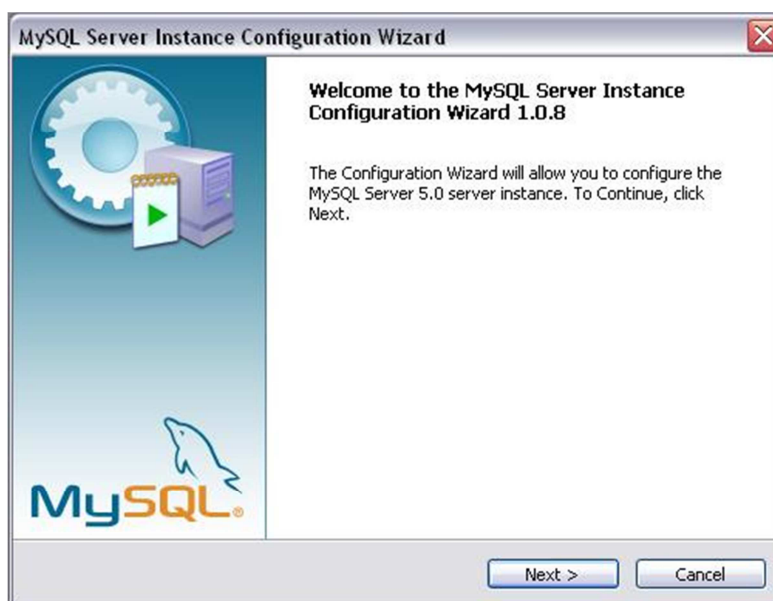 MySQL Server Instance Configuration Wizard
Welcome to the MySQL Server Instance
Configuration Wizard 1.0.8
The Configuration Wizard will allow you to configure the
MySQL Server 5.0 server instance. To Continue, click
Next.
MySQL®
Next >
Cancel